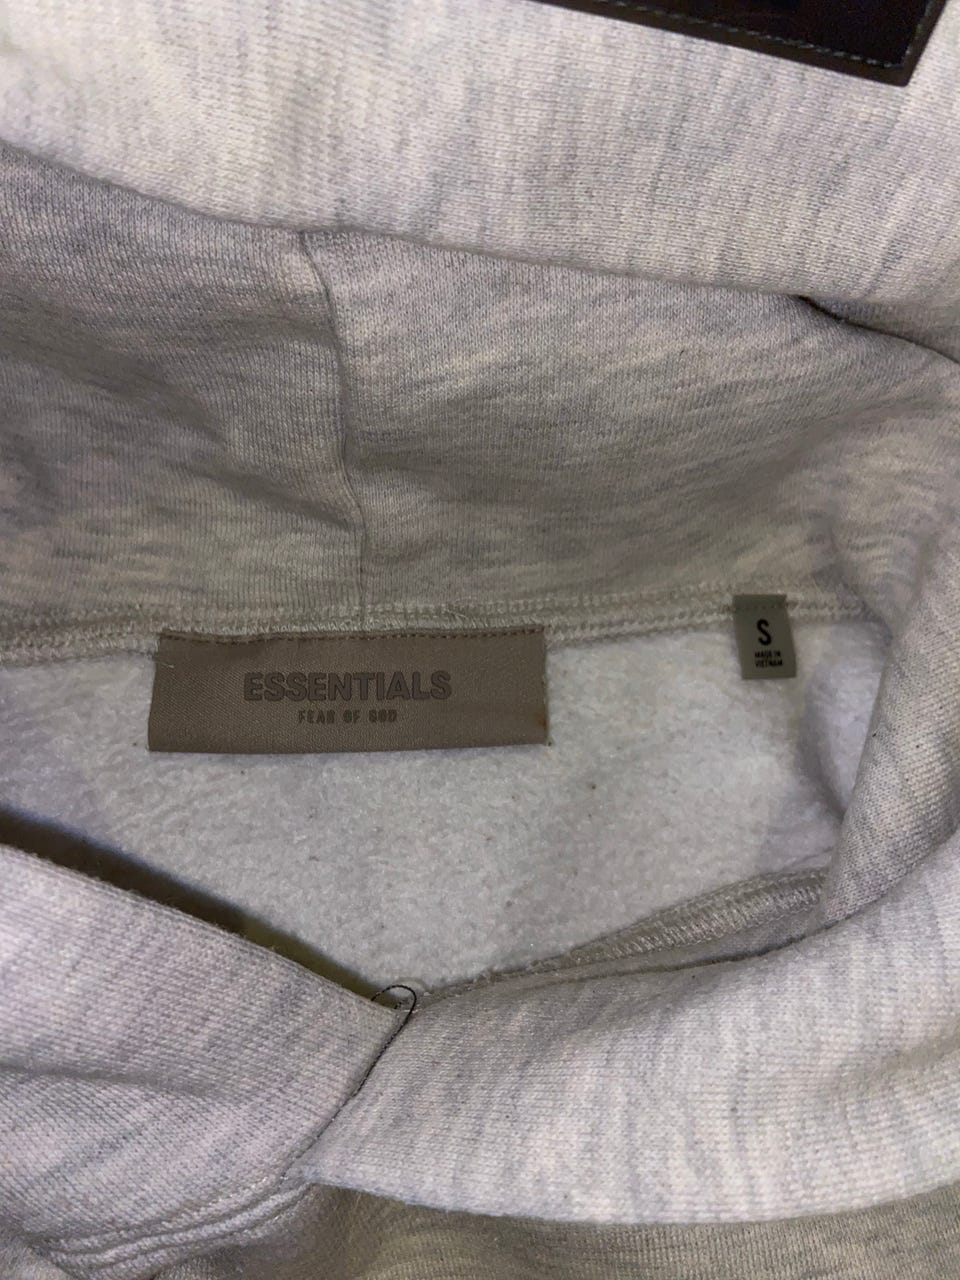 ESSENTIALS
FEAR OF GOD
S
MADE IN
VIETNAM